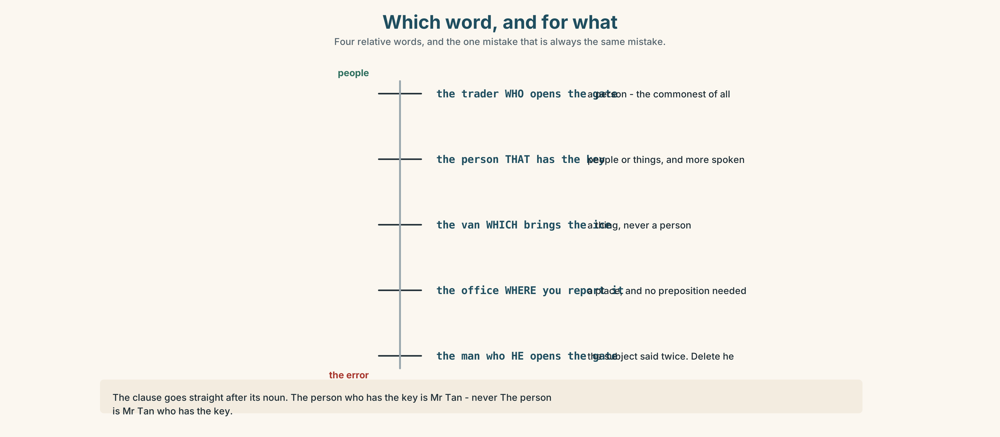 Which word, and for what
Four relative words, and the one mistake that is always the same mistake.
people
the trader WHO opens the gate a person - the commonest of all
the person THAT has the key people or things, and more spoken
the van WHICH brings the ice a thing, never a person
the office WHERE you report it a place, and no preposition needed
the man who HE opens the gate the subject said twice. Delete he
the error
The clause goes straight after its noun. The person who has the key is Mr Tan - never The person
is Mr Tan who has the key.